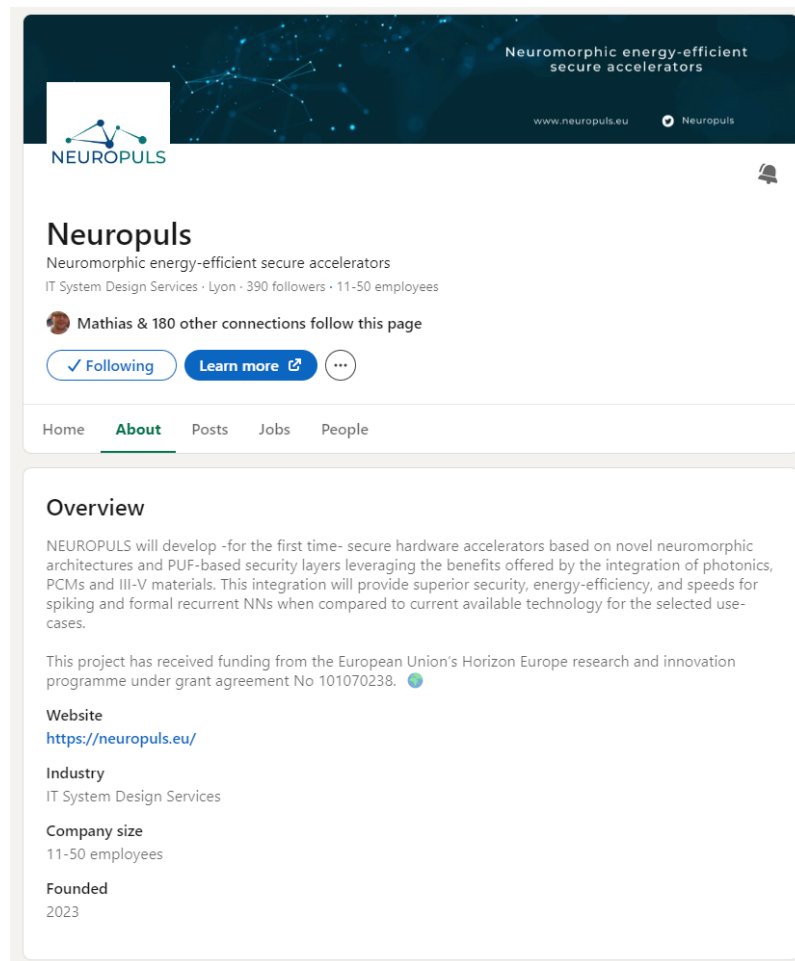 Neuromorphic energy-efficient
secure accelerators
www.neuropuls.eu Neuropuls
NEUROPULS
Neuropuls
Neuromorphic energy-efficient secure accelerators
IT System Design Services · Lyon · 390 followers · 11-50 employees
Mathias & 180 other connections follow this page
Following Learn more ...
Home About Posts Jobs People
Overview
NEUROPULS will develop -for the first time- secure hardware accelerators based on novel neuromorphic
architectures and PUF-based security layers leveraging the benefits offered by the integration of photonics,
PCMs and III-V materials. This integration will provide superior security, energy-efficiency, and speeds for
spiking and formal recurrent NNs when compared to current available technology for the selected use-
cases.
This project has received funding from the European Union's Horizon Europe research and innovation
programme under grant agreement No 101070238.
Website
https://neuropuls.eu/
Industry
IT System Design Services
Company size
11-50 employees
Founded
2023